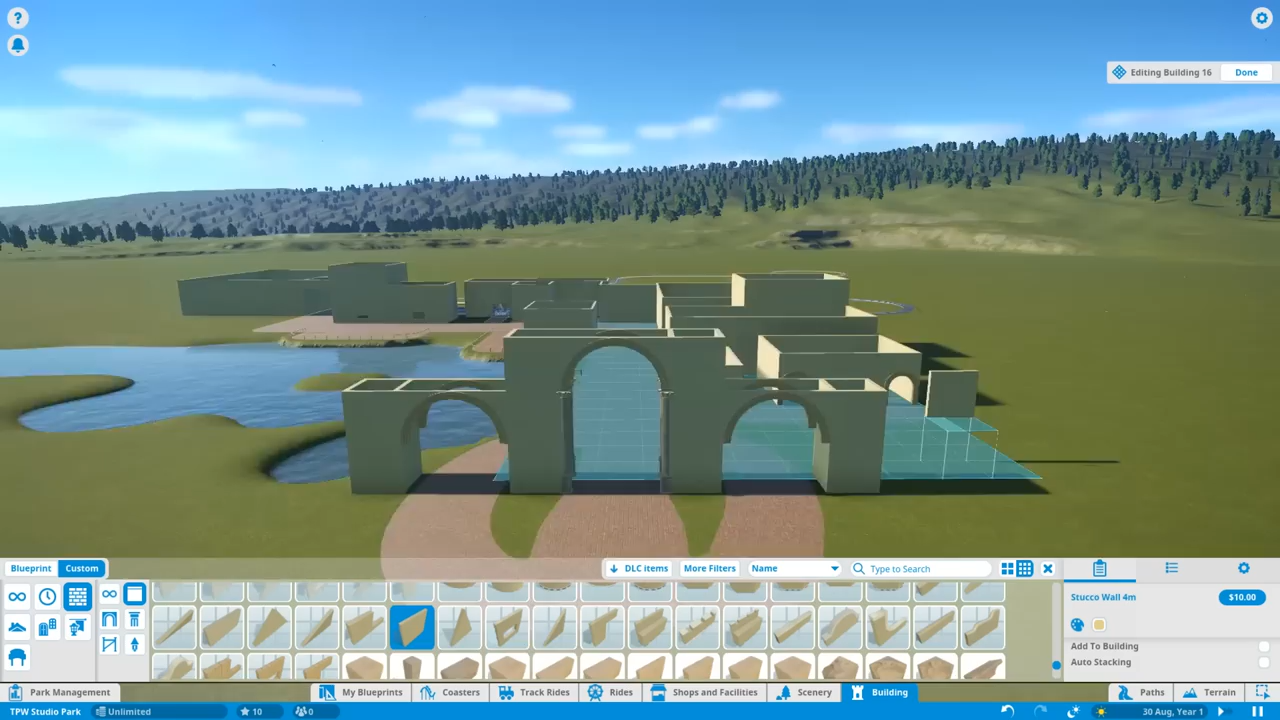 ?
Editing Building 16 Done
Blueprint Custom
DLC items More Filters Name Type to Search
Stucco Wall 4m $10.00
Add To Building
Auto Stacking
Park Management My Blueprints Coasters Track Rides Rides Shops and Facilities Scenery Building Paths Terrain
TPW Studio Park Unlimited 10 0 30 Aug, Year 1